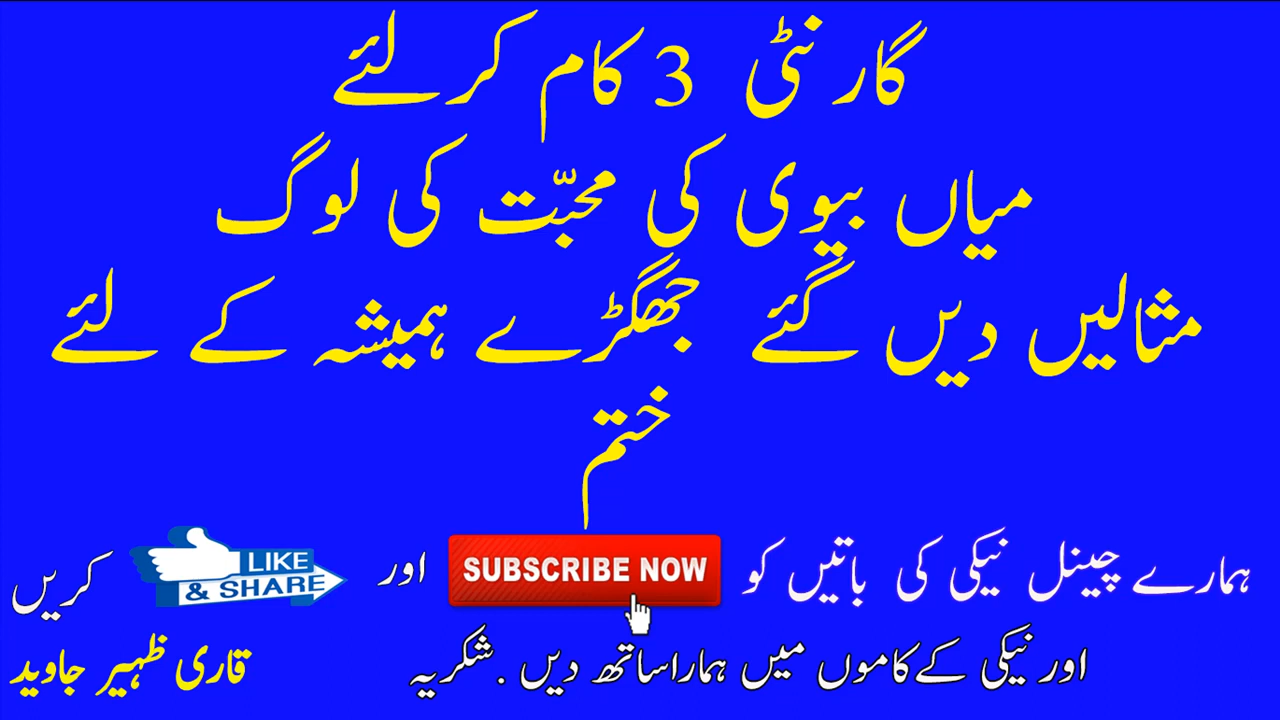 گارنٹی 3 کام کرلئے
میاں بیوی کی محبّت کی لوگ
مثالیں دیں گئے جھگڑے ہمیشہ کے لئے
ختم
ہمارے چینل نیکی کی باتیں کو SUBSCRIBE NOW اور LIKE & SHARE کریں
اور نیکی کے کاموں میں ہمارا ساتھ دیں . شکریہ
قاری ظہیر جاوید